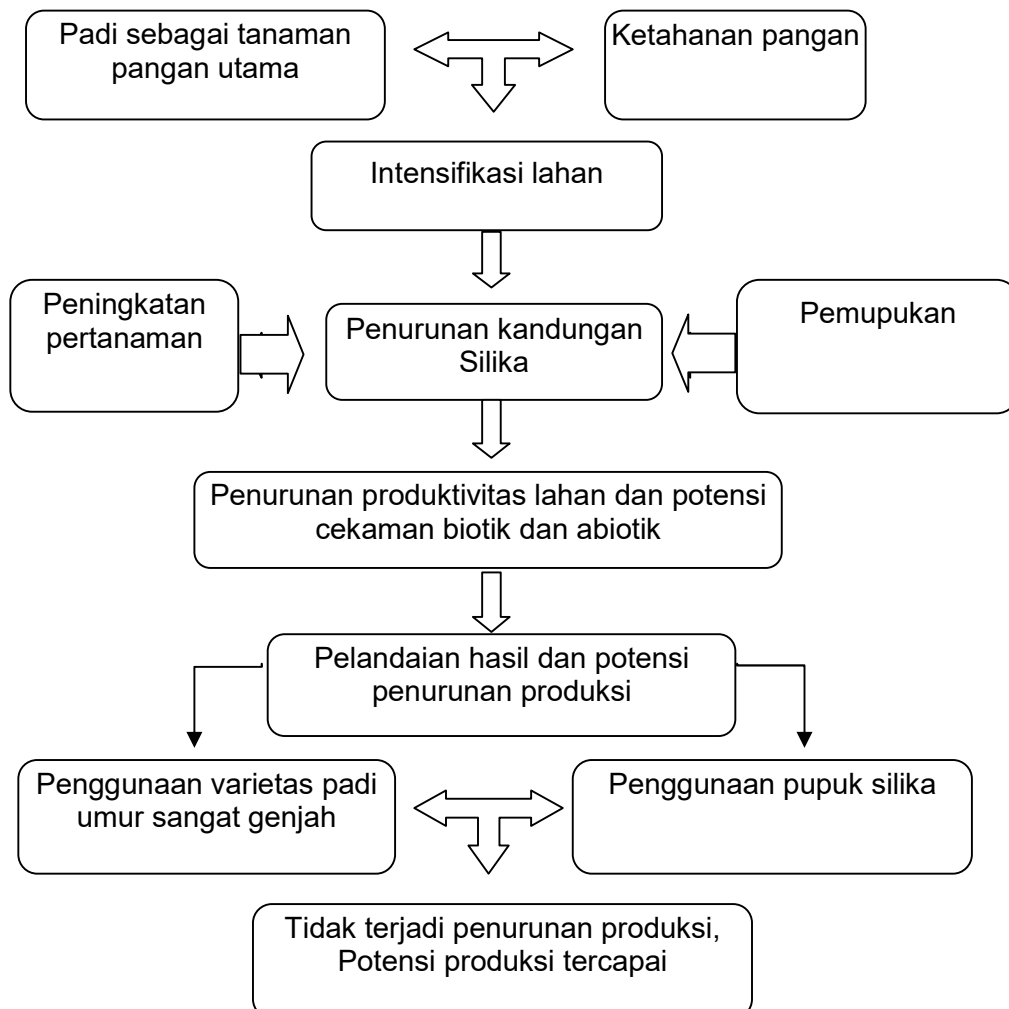 Padi sebagai tanaman
pangan utama
Ketahanan pangan
Intensifikasi lahan
Peningkatan
pertanaman
Penurunan kandungan
Silika
Pemupukan
Penurunan produktivitas lahan dan potensi
cekaman biotik dan abiotik
Pelandaian hasil dan potensi
penurunan produksi
Penggunaan varietas padi
umur sangat genjah
Penggunaan pupuk silika
Tidak terjadi penurunan produksi,
Potensi produksi tercapai